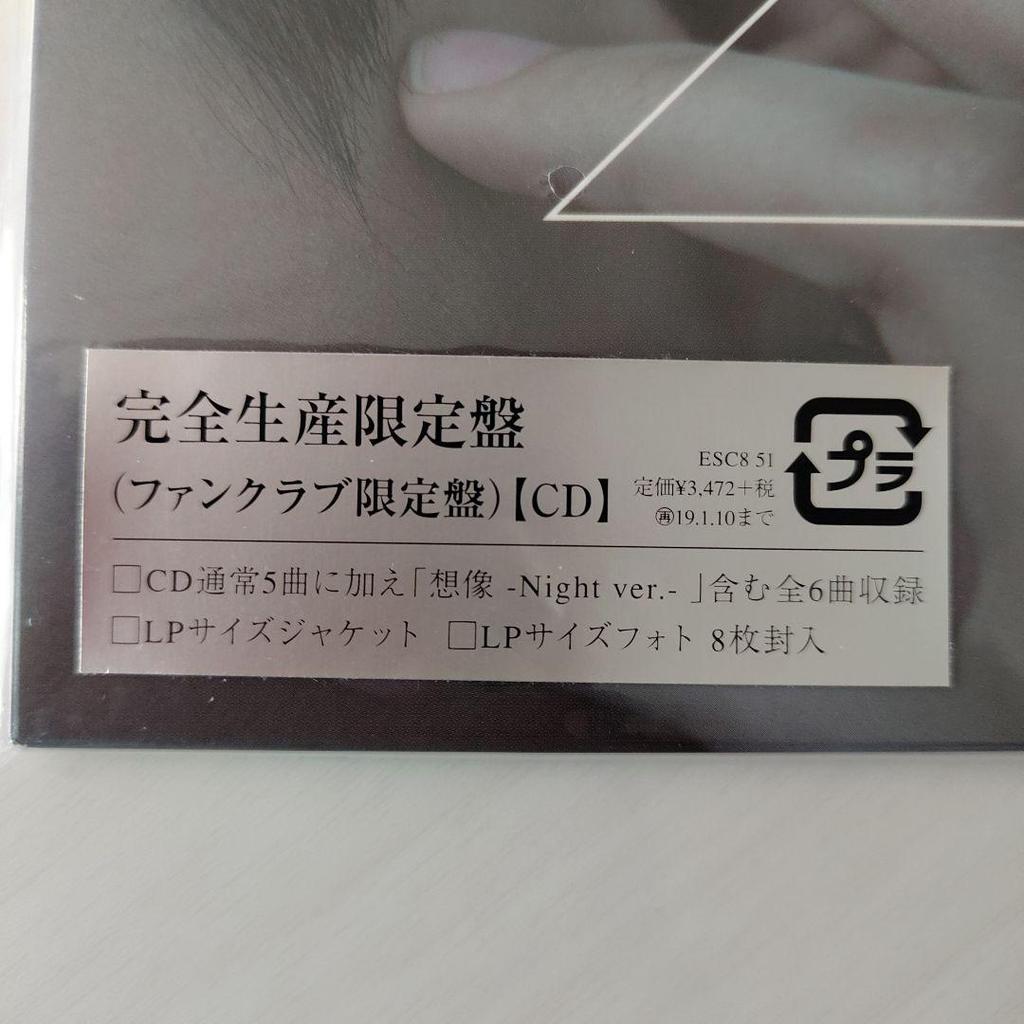 完全生産限定盤
(ファンクラブ限定盤)【CD】
ESC8 51
定価¥3,472+税
再19.1.10まで
プラ
□CD通常5曲に加え「想像 -Night ver.- 」含む全6曲収録
□LPサイズジャケット □LPサイズフォト 8枚封入